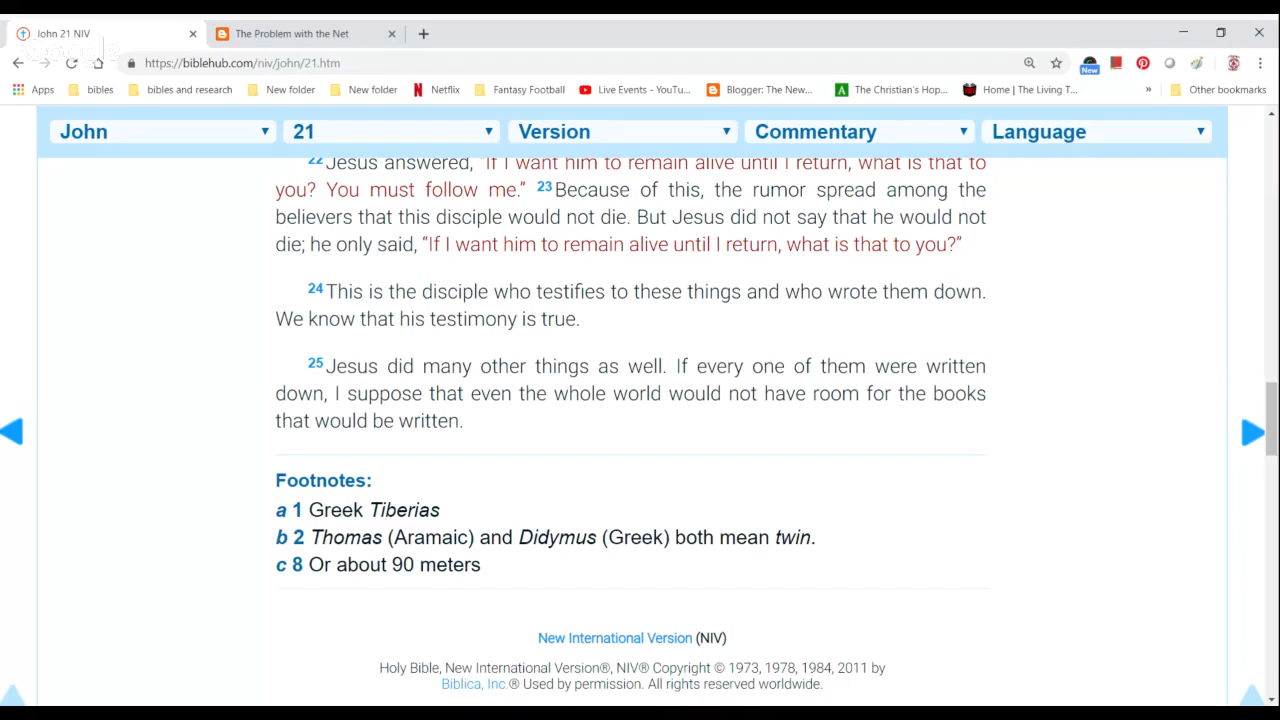 John 21 NIV
The Problem with the Net
https://biblehub.com/niv/john/21.htm
New
Apps bibles bibles and research New folder New folder Netflix Fantasy Football Live Events - YouTu... Blogger: The New... The Christian's Hop... Home | The Living T... » Other bookmarks
John 21 Version Commentary Language
22 Jesus answered, “If I want him to remain alive until I return, what is that to
you? You must follow me.” 23 Because of this, the rumor spread among the
believers that this disciple would not die. But Jesus did not say that he would not
die; he only said, “If I want him to remain alive until I return, what is that to you?”
24 This is the disciple who testifies to these things and who wrote them down.
We know that his testimony is true.
25 Jesus did many other things as well. If every one of them were written
down, I suppose that even the whole world would not have room for the books
that would be written.
Footnotes:
a 1 Greek Tiberias
b 2 Thomas (Aramaic) and Didymus (Greek) both mean twin.
c 8 Or about 90 meters
New International Version (NIV)
Holy Bible, New International Version®, NIV® Copyright © 1973, 1978, 1984, 2011 by
Biblica, Inc.® Used by permission. All rights reserved worldwide.